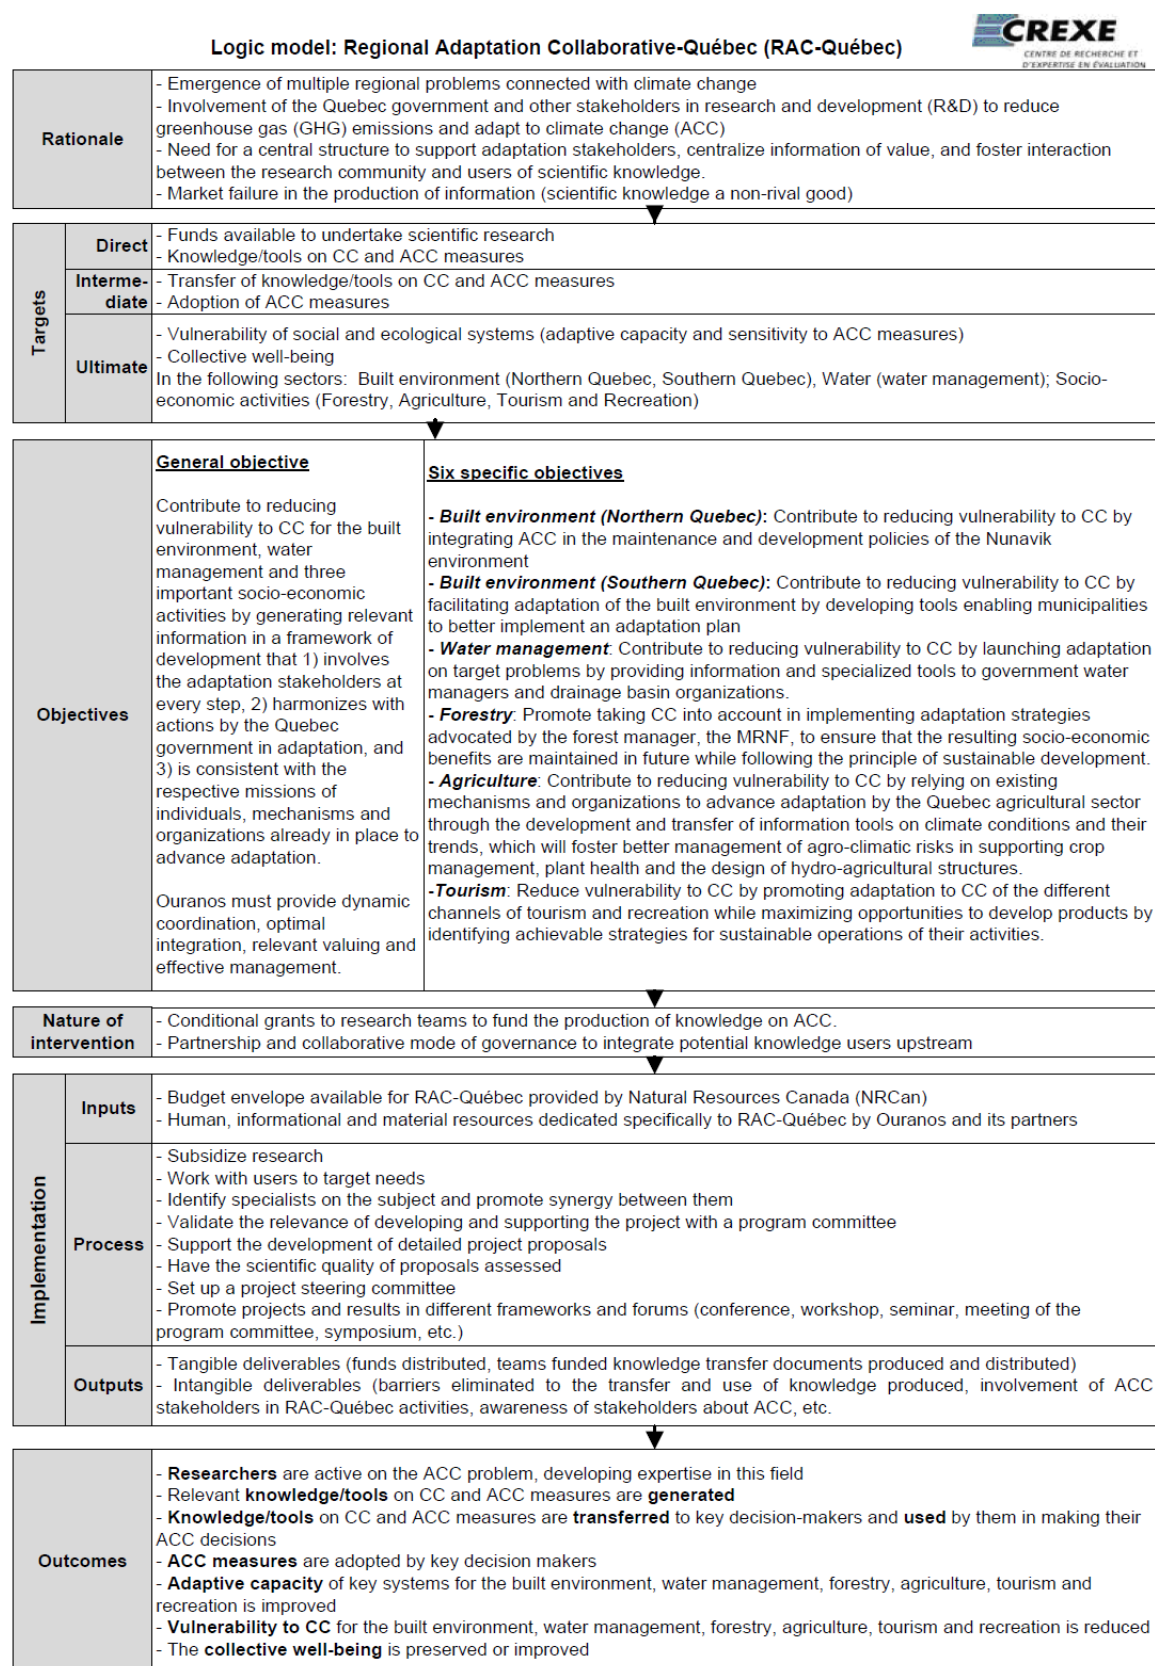 CREXE
CENTRE DE RECHERCHE ET
D'EXPERTISE EN ÉVALUATION
Logic model: Regional Adaptation Collaborative-Québec (RAC-Québec)
Rationale
- Emergence of multiple regional problems connected with climate change
- Involvement of the Quebec government and other stakeholders in research and development (R&D) to reduce
greenhouse gas (GHG) emissions and adapt to climate change (ACC)
- Need for a central structure to support adaptation stakeholders, centralize information of value, and foster interaction
between the research community and users of scientific knowledge.
- Market failure in the production of information (scientific knowledge a non-rival good)
Targets
Direct
- Funds available to undertake scientific research
- Knowledge/tools on CC and ACC measures
Interme-
diate
- Transfer of knowledge/tools on CC and ACC measures
- Adoption of ACC measures
Ultimate
- Vulnerability of social and ecological systems (adaptive capacity and sensitivity to ACC measures)
- Collective well-being
In the following sectors: Built environment (Northern Quebec, Southern Quebec), Water (water management); Socio-
economic activities (Forestry, Agriculture, Tourism and Recreation)
Objectives
General objective
Contribute to reducing
vulnerability to CC for the built
environment, water
management and three
important socio-economic
activities by generating relevant
information in a framework of
development that 1) involves
the adaptation stakeholders at
every step, 2) harmonizes with
actions by the Quebec
government in adaptation, and
3) is consistent with the
respective missions of
individuals, mechanisms and
organizations already in place to
advance adaptation.
Ouranos must provide dynamic
coordination, optimal
integration, relevant valuing and
effective management.
Six specific objectives
- Built environment (Northern Quebec): Contribute to reducing vulnerability to CC by
integrating ACC in the maintenance and development policies of the Nunavik
environment
- Built environment (Southern Quebec): Contribute to reducing vulnerability to CC by
facilitating adaptation of the built environment by developing tools enabling municipalities
to better implement an adaptation plan
- Water management: Contribute to reducing vulnerability to CC by launching adaptation
on target problems by providing information and specialized tools to government water
managers and drainage basin organizations.
- Forestry: Promote taking CC into account in implementing adaptation strategies
advocated by the forest manager, the MRNF, to ensure that the resulting socio-economic
benefits are maintained in future while following the principle of sustainable development.
- Agriculture: Contribute to reducing vulnerability to CC by relying on existing
mechanisms and organizations to advance adaptation by the Quebec agricultural sector
through the development and transfer of information tools on climate conditions and their
trends, which will foster better management of agro-climatic risks in supporting crop
management, plant health and the design of hydro-agricultural structures.
-Tourism: Reduce vulnerability to CC by promoting adaptation to CC of the different
channels of tourism and recreation while maximizing opportunities to develop products by
identifying achievable strategies for sustainable operations of their activities.
Nature of
intervention
- Conditional grants to research teams to fund the production of knowledge on ACC.
- Partnership and collaborative mode of governance to integrate potential knowledge users upstream
Implementation
Inputs
- Budget envelope available for RAC-Québec provided by Natural Resources Canada (NRCan)
- Human, informational and material resources dedicated specifically to RAC-Québec by Ouranos and its partners
Process
- Subsidize research
- Work with users to target needs
- Identify specialists on the subject and promote synergy between them
- Validate the relevance of developing and supporting the project with a program committee
- Support the development of detailed project proposals
- Have the scientific quality of proposals assessed
- Set up a project steering committee
- Promote projects and results in different frameworks and forums (conference, workshop, seminar, meeting of the
program committee, symposium, etc.)
Outputs
- Tangible deliverables (funds distributed, teams funded knowledge transfer documents produced and distributed)
- Intangible deliverables (barriers eliminated to the transfer and use of knowledge produced, involvement of ACC
stakeholders in RAC-Québec activities, awareness of stakeholders about ACC, etc.
Outcomes
- Researchers are active on the ACC problem, developing expertise in this field
- Relevant knowledge/tools on CC and ACC measures are generated
- Knowledge/tools on CC and ACC measures are transferred to key decision-makers and used by them in making their
ACC decisions
- ACC measures are adopted by key decision makers
- Adaptive capacity of key systems for the built environment, water management, forestry, agriculture, tourism and
recreation is improved
- Vulnerability to CC for the built environment, water management, forestry, agriculture, tourism and recreation is reduced
- The collective well-being is preserved or improved